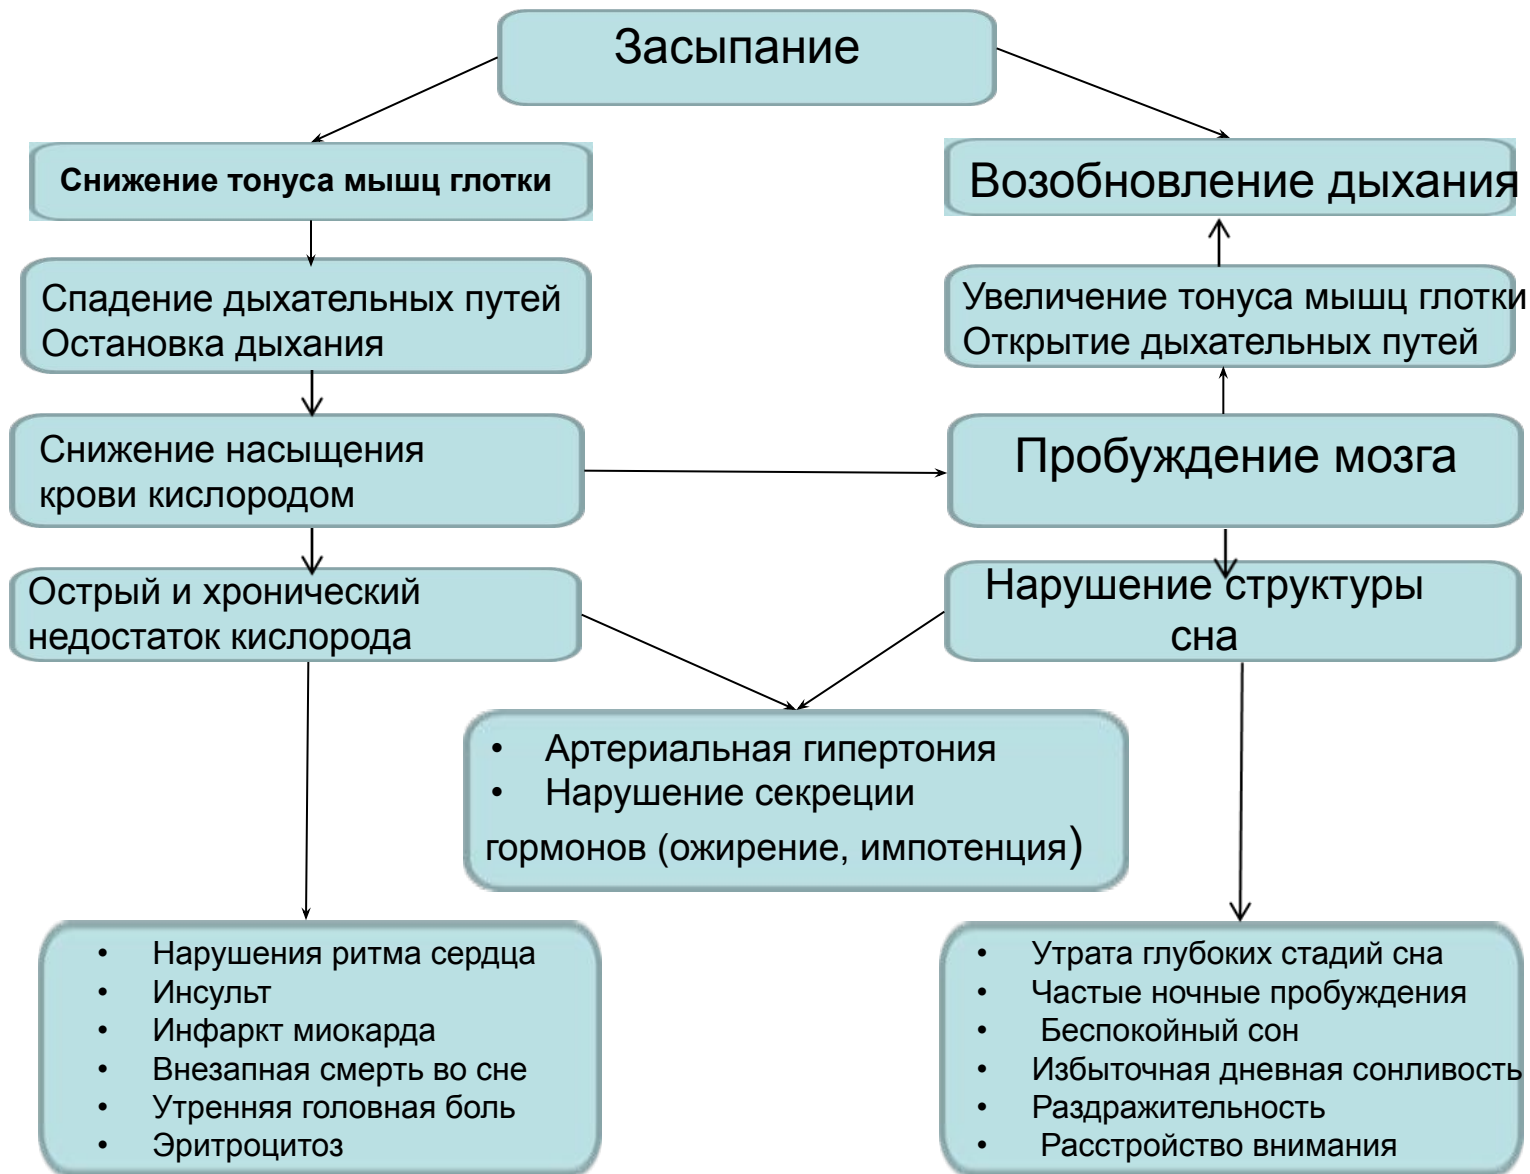 Засыпание
Снижение тонуса мышц глотки
Возобновление дыхания
Спадение дыхательных путей
Остановка дыхания
Увеличение тонуса мышц глотки
Открытие дыхательных путей
Снижение насыщения
крови кислородом
Пробуждение мозга
Острый и хронический
недостаток кислорода
Нарушение структуры
сна
• Артериальная гипертония
• Нарушение секреции
гормонов (ожирение, импотенция)
• Нарушения ритма сердца
• Инсульт
• Инфаркт миокарда
• Внезапная смерть во сне
• Утренняя головная боль
• Эритроцитоз
• Утрата глубоких стадий сна
• Частые ночные пробуждения
• Беспокойный сон
• Избыточная дневная сонливость
• Раздражительность
• Расстройство внимания